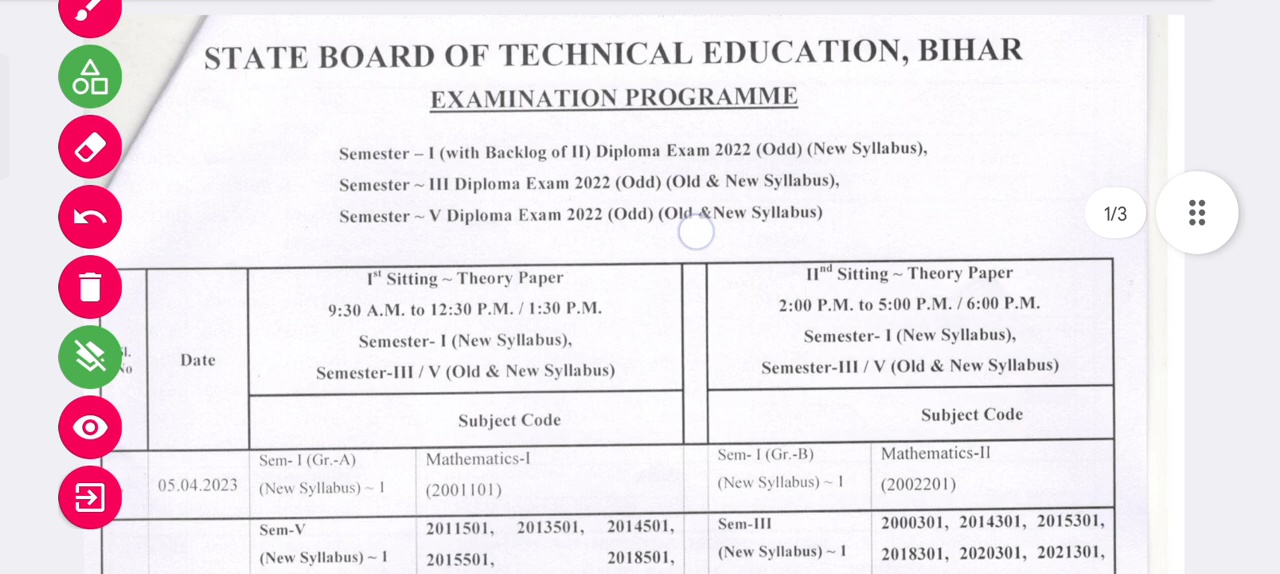 STATE BOARD OF TECHNICAL EDUCATION, BIHAR
EXAMINATION PROGRAMME
Semester – I (with Backlog of II) Diploma Exam 2022 (Odd) (New Syllabus),
Semester ~ III Diploma Exam 2022 (Odd) (Old & New Syllabus),
Semester ~ V Diploma Exam 2022 (Odd) (Old &New Syllabus)
1/3
Date
Ist Sitting ~ Theory Paper
9:30 A.M. to 12:30 P.M. / 1:30 P.M.
Semester- I (New Syllabus),
Semester-III / V (Old & New Syllabus)
Subject Code
IInd Sitting ~ Theory Paper
2:00 P.M. to 5:00 P.M. / 6:00 P.M.
Semester- I (New Syllabus),
Semester-III / V (Old & New Syllabus)
Subject Code
05.04.2023
Sem- I (Gr.-A)
(New Syllabus) ~ 1
Mathematics-I
(2001101)
Sem- I (Gr.-B)
(New Syllabus) ~ 1
Mathematics-II
(2002201)
Sem-V
(New Syllabus) ~ 1
2011501, 2013501, 2014501,
2015501, 2018501,
Sem-III
(New Syllabus) ~ 1
2000301, 2014301, 2015301,
2018301, 2020301, 2021301,